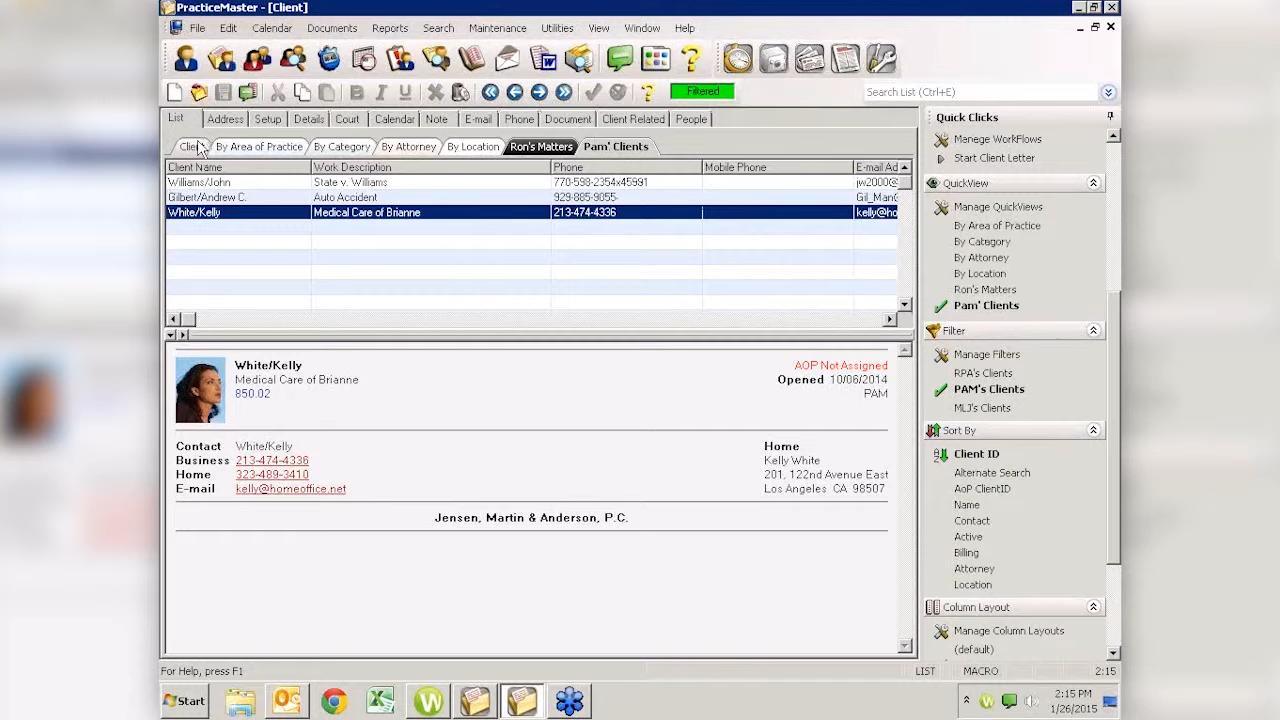 PracticeMaster - [Client]
File Edit Calendar Documents Reports Search Maintenance Utilities View Window Help
Filtered Search List (Ctrl+E)
List Address Setup Details Court Calendar Note E-mail Phone Document Client Related People
By Area of Practice By Category By Attorney By Location Ron's Matters Pam' Clients
Client Name Work Description Phone Mobile Phone E-mail Ad
Williams/John State v. Williams 770-598-2354x45991 jw2000@
Gilbert/Andrew C. Auto Accident 929-885-9055- Gil_Man@
White/Kelly Medical Care of Brianne 213-474-4336 kelly@ho
White/Kelly AOP Not Assigned
Medical Care of Brianne Opened 10/06/2014
850.02 PAM
Contact White/Kelly Home
Business 213-474-4336 Kelly White
Home 323-489-3410 201, 122nd Avenue East
E-mail kelly@homeoffice.net Los Angeles CA 98507
Jensen, Martin & Anderson, P.C.
Quick Clicks
Manage WorkFlows
Start Client Letter
QuickView
Manage QuickViews
By Area of Practice
By Category
By Attorney
By Location
Ron's Matters
Pam' Clients
Filter
Manage Filters
RPA's Clients
PAM's Clients
MLJ's Clients
Sort By
Client ID
Alternate Search
AoP ClientID
Name
Contact
Active
Billing
Attorney
Location
Column Layout
Manage Column Layouts
(default)
For Help, press F1 LIST MACRO 2:15
Start 2:15 PM
1/26/2015